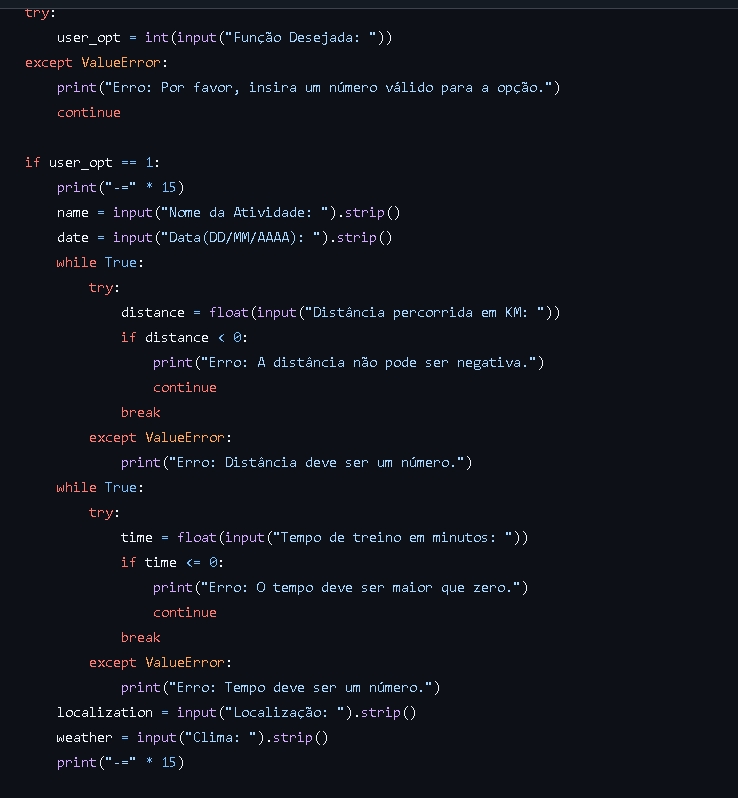 try:
    user_opt = int(input("Função Desejada: "))
except ValueError:
    print("Erro: Por favor, insira um número válido para a opção.")
    continue

if user_opt == 1:
    print("-=" * 15)
    name = input("Nome da Atividade: ").strip()
    date = input("Data(DD/MM/AAAA): ").strip()
    while True:
        try:
            distance = float(input("Distância percorrida em KM: "))
            if distance < 0:
                print("Erro: A distância não pode ser negativa.")
                continue
            break
        except ValueError:
            print("Erro: Distância deve ser um número.")
    while True:
        try:
            time = float(input("Tempo de treino em minutos: "))
            if time <= 0:
                print("Erro: O tempo deve ser maior que zero.")
                continue
            break
        except ValueError:
            print("Erro: Tempo deve ser um número.")
    localization = input("Localização: ").strip()
    weather = input("Clima: ").strip()
    print("-=" * 15)